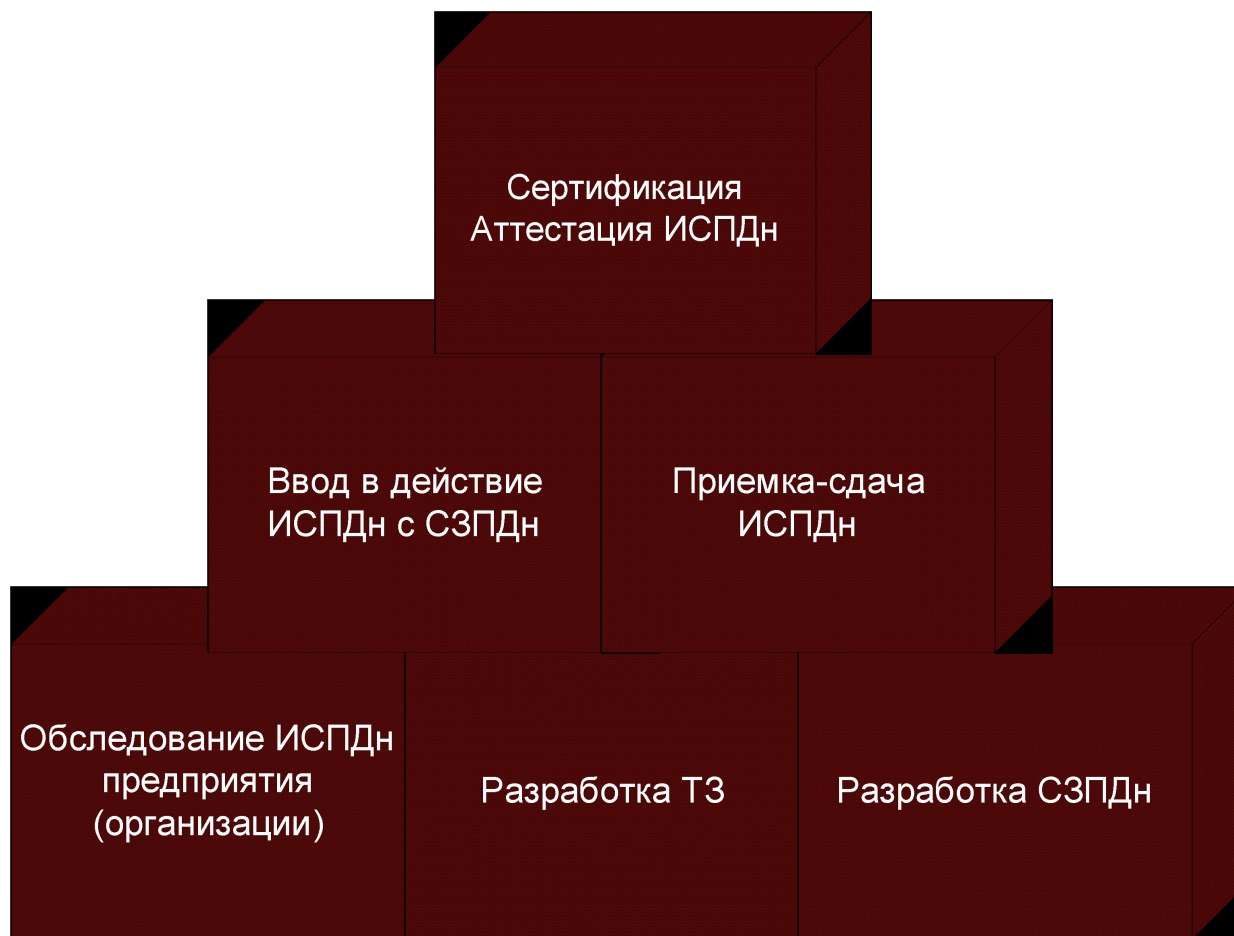 Сертификация
Аттестация ИСПДн
Ввод в действие
ИСПДн с СЗПДн
Приемка-сдача
ИСПДн
Обследование ИСПДн
предприятия
(организации)
Разработка ТЗ
Разработка СЗПДн